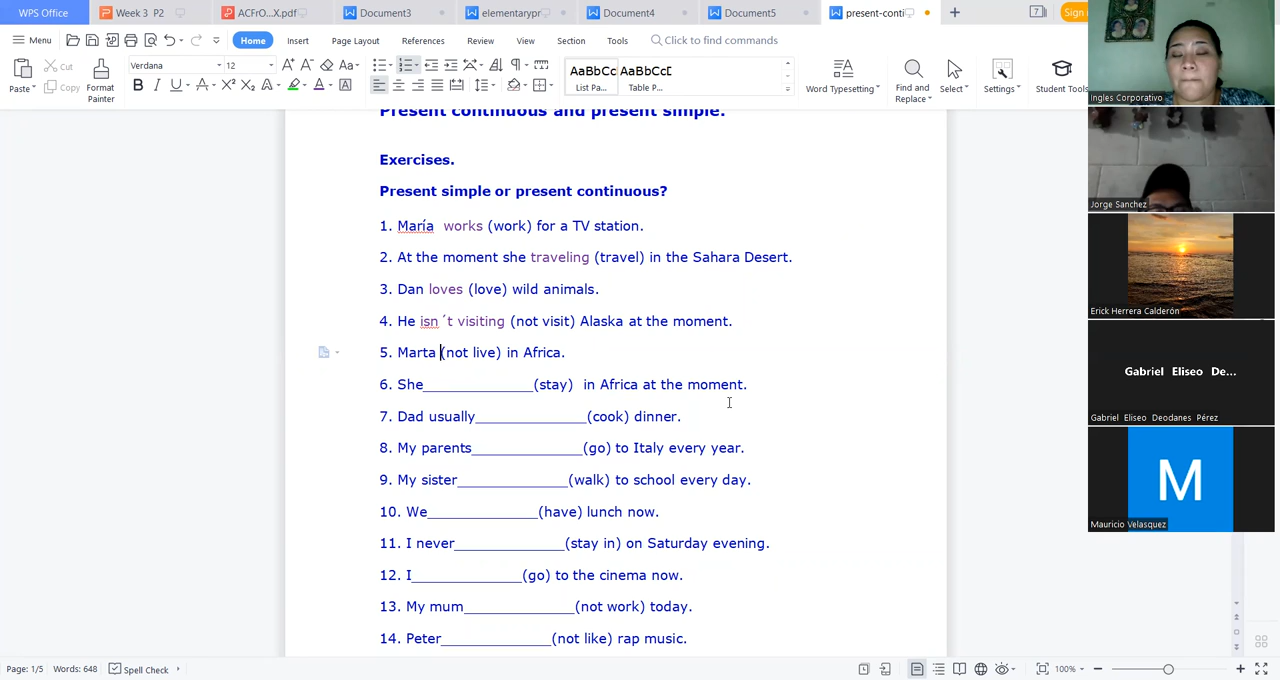 WPS Office
Week 3 P2
ACFrO...X.pdf
Document3
elementarypr
Document4
Document5
present-conti
7
Sign
Menu
Home
Insert
Page Layout
References
Review
View
Section
Tools
Click to find commands
Paste
Cut
Copy
Format
Painter
Verdana
12
B I U
AaBbCc
List Pa...
AaBbCcD
Table P...
Word Typesetting
Find and
Replace
Select
Settings
Student Tools
Present continuous and present simple.
Exercises.
Present simple or present continuous?
1. María works (work) for a TV station.
2. At the moment she traveling (travel) in the Sahara Desert.
3. Dan loves (love) wild animals.
4. He isn´t visiting (not visit) Alaska at the moment.
5. Marta (not live) in Africa.
6. She______________(stay) in Africa at the moment.
7. Dad usually______________(cook) dinner.
8. My parents______________(go) to Italy every year.
9. My sister______________(walk) to school every day.
10. We______________(have) lunch now.
11. I never______________(stay in) on Saturday evening.
12. I______________(go) to the cinema now.
13. My mum______________(not work) today.
14. Peter______________(not like) rap music.
Ingles Corporativo
Jorge Sanchez
Erick Herrera Calderón
Gabriel Eliseo De...
Gabriel Eliseo Deodanes Pérez
M
Mauricio Velasquez
Page: 1/5
Words: 648
Spell Check
100%